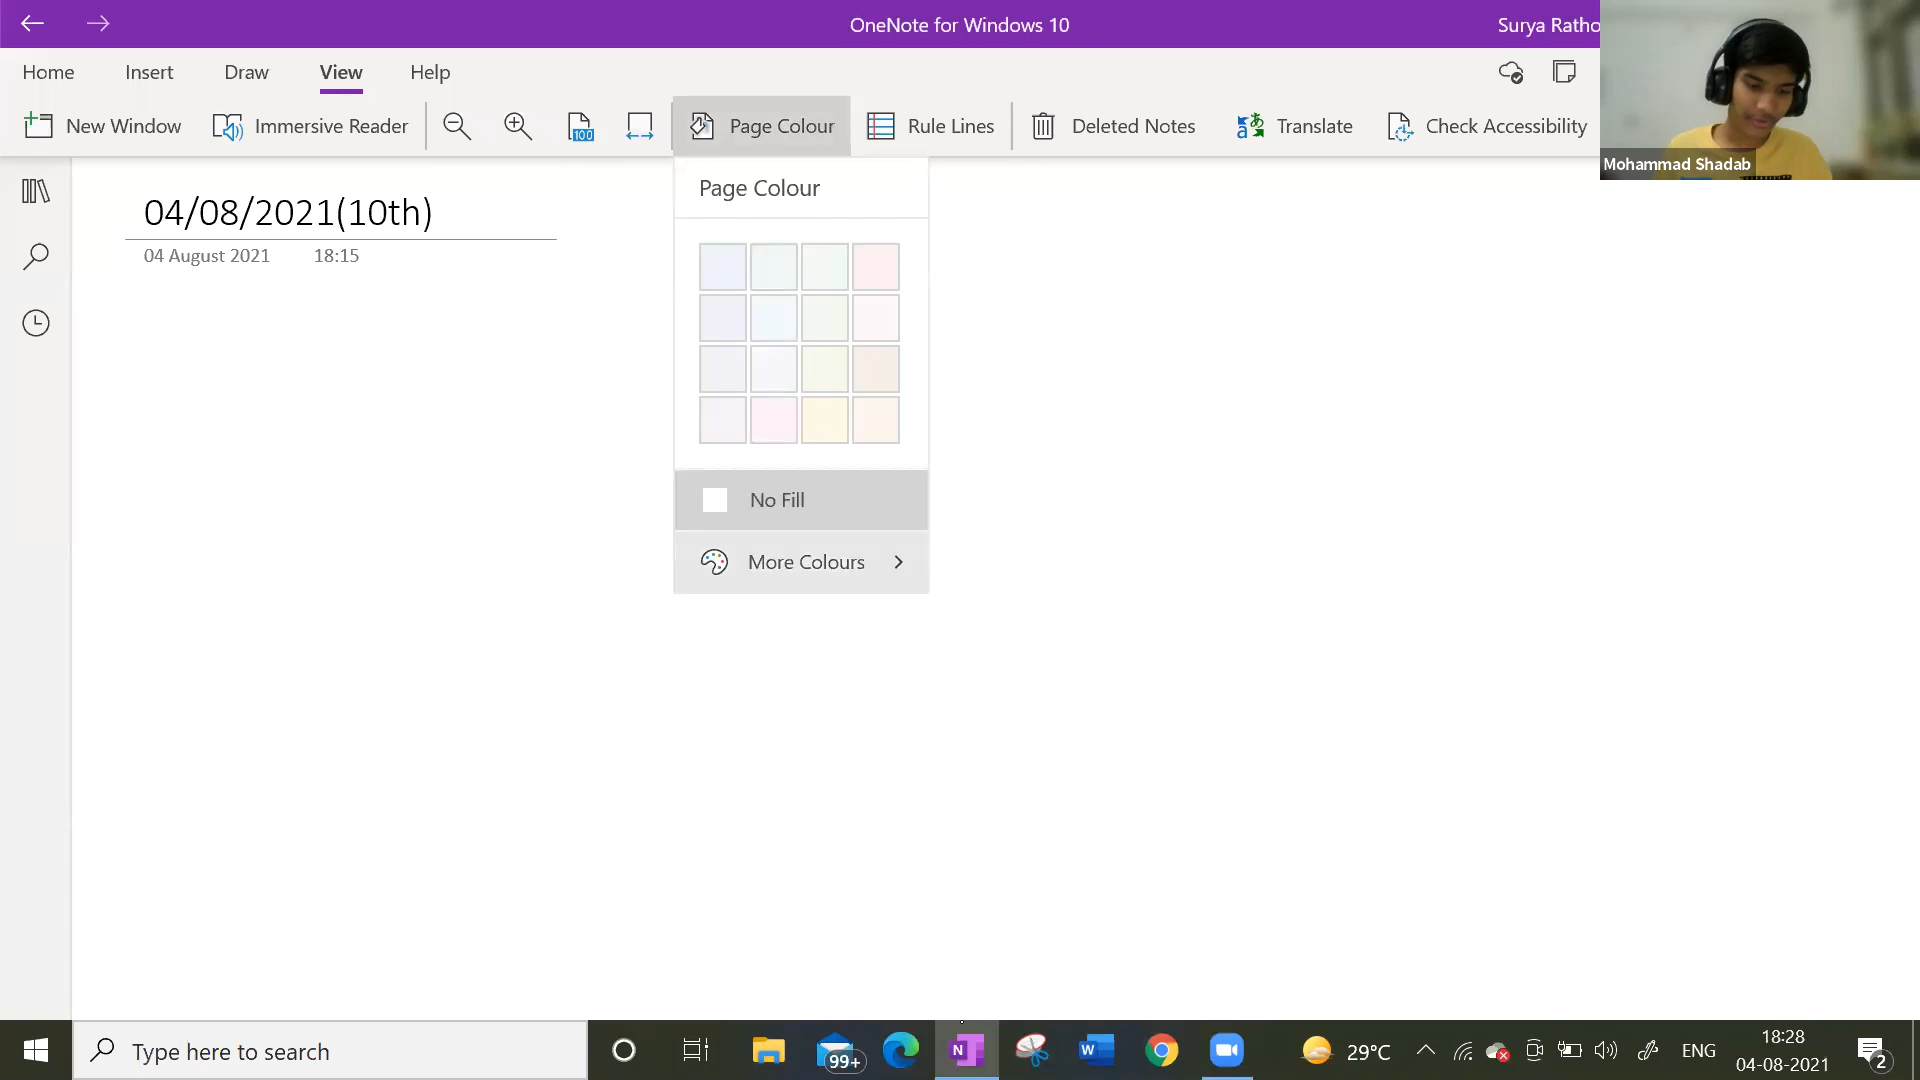 OneNote for Windows 10
Surya Ratho
Home Insert Draw View Help
New Window Immersive Reader 100 Page Colour Rule Lines Deleted Notes Translate Check Accessibility
Mohammad Shadab
Page Colour
04/08/2021(10th)
04 August 2021 18:15
No Fill
More Colours
Type here to search
99+
N
W
29°C
ENG
18:28
04-08-2021
2